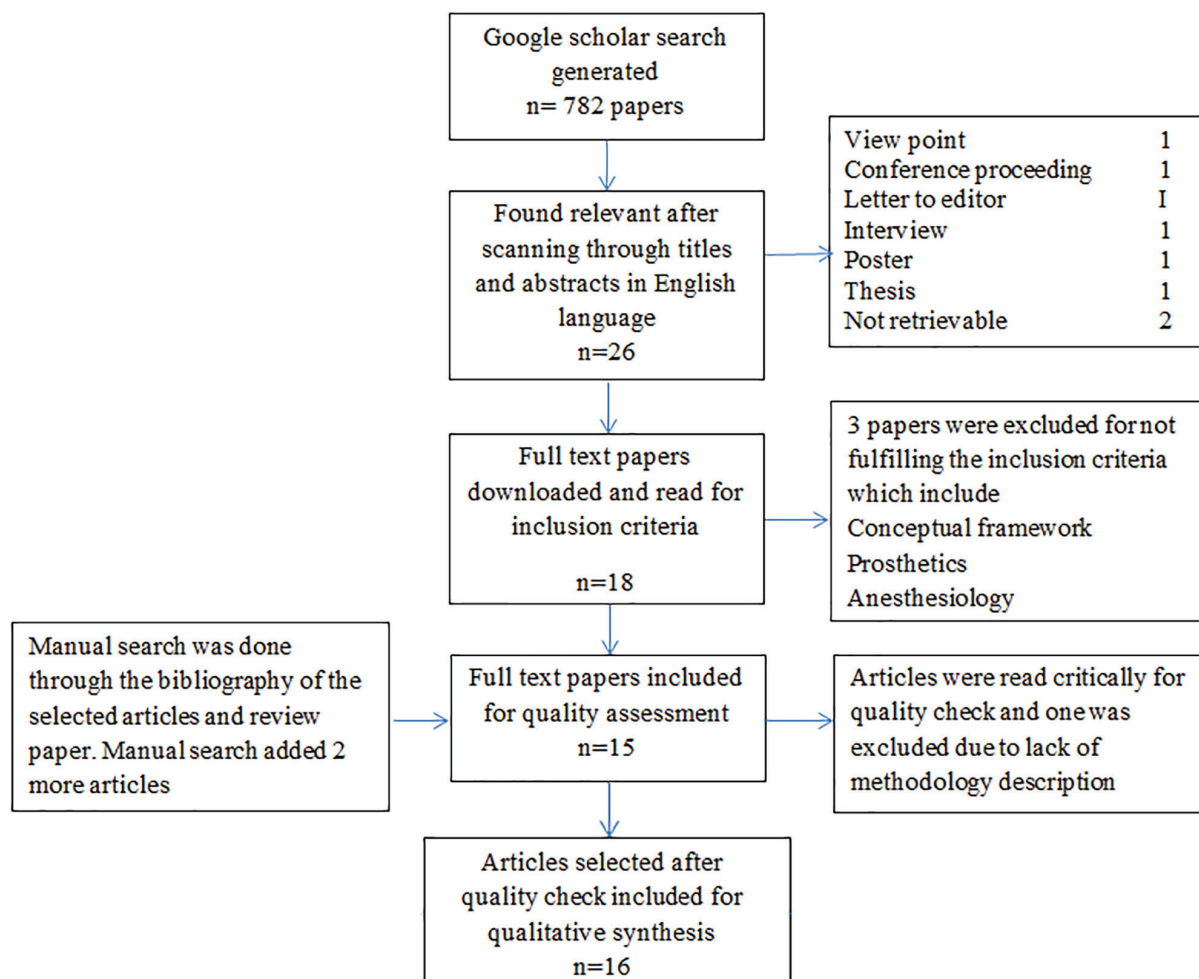 Google scholar search
generated
n= 782 papers
View point 1
Conference proceeding 1
Letter to editor I
Interview 1
Poster 1
Thesis 1
Not retrievable 2
Found relevant after
scanning through titles
and abstracts in English
language
n=26
Full text papers
downloaded and read for
inclusion criteria
n=18
3 papers were excluded for not
fulfilling the inclusion criteria
which include
Conceptual framework
Prosthetics
Anesthesiology
Manual search was done
through the bibliography of the
selected articles and review
paper. Manual search added 2
more articles
Full text papers included
for quality assessment
n=15
Articles were read critically for
quality check and one was
excluded due to lack of
methodology description
Articles selected after
quality check included for
qualitative synthesis
n=16